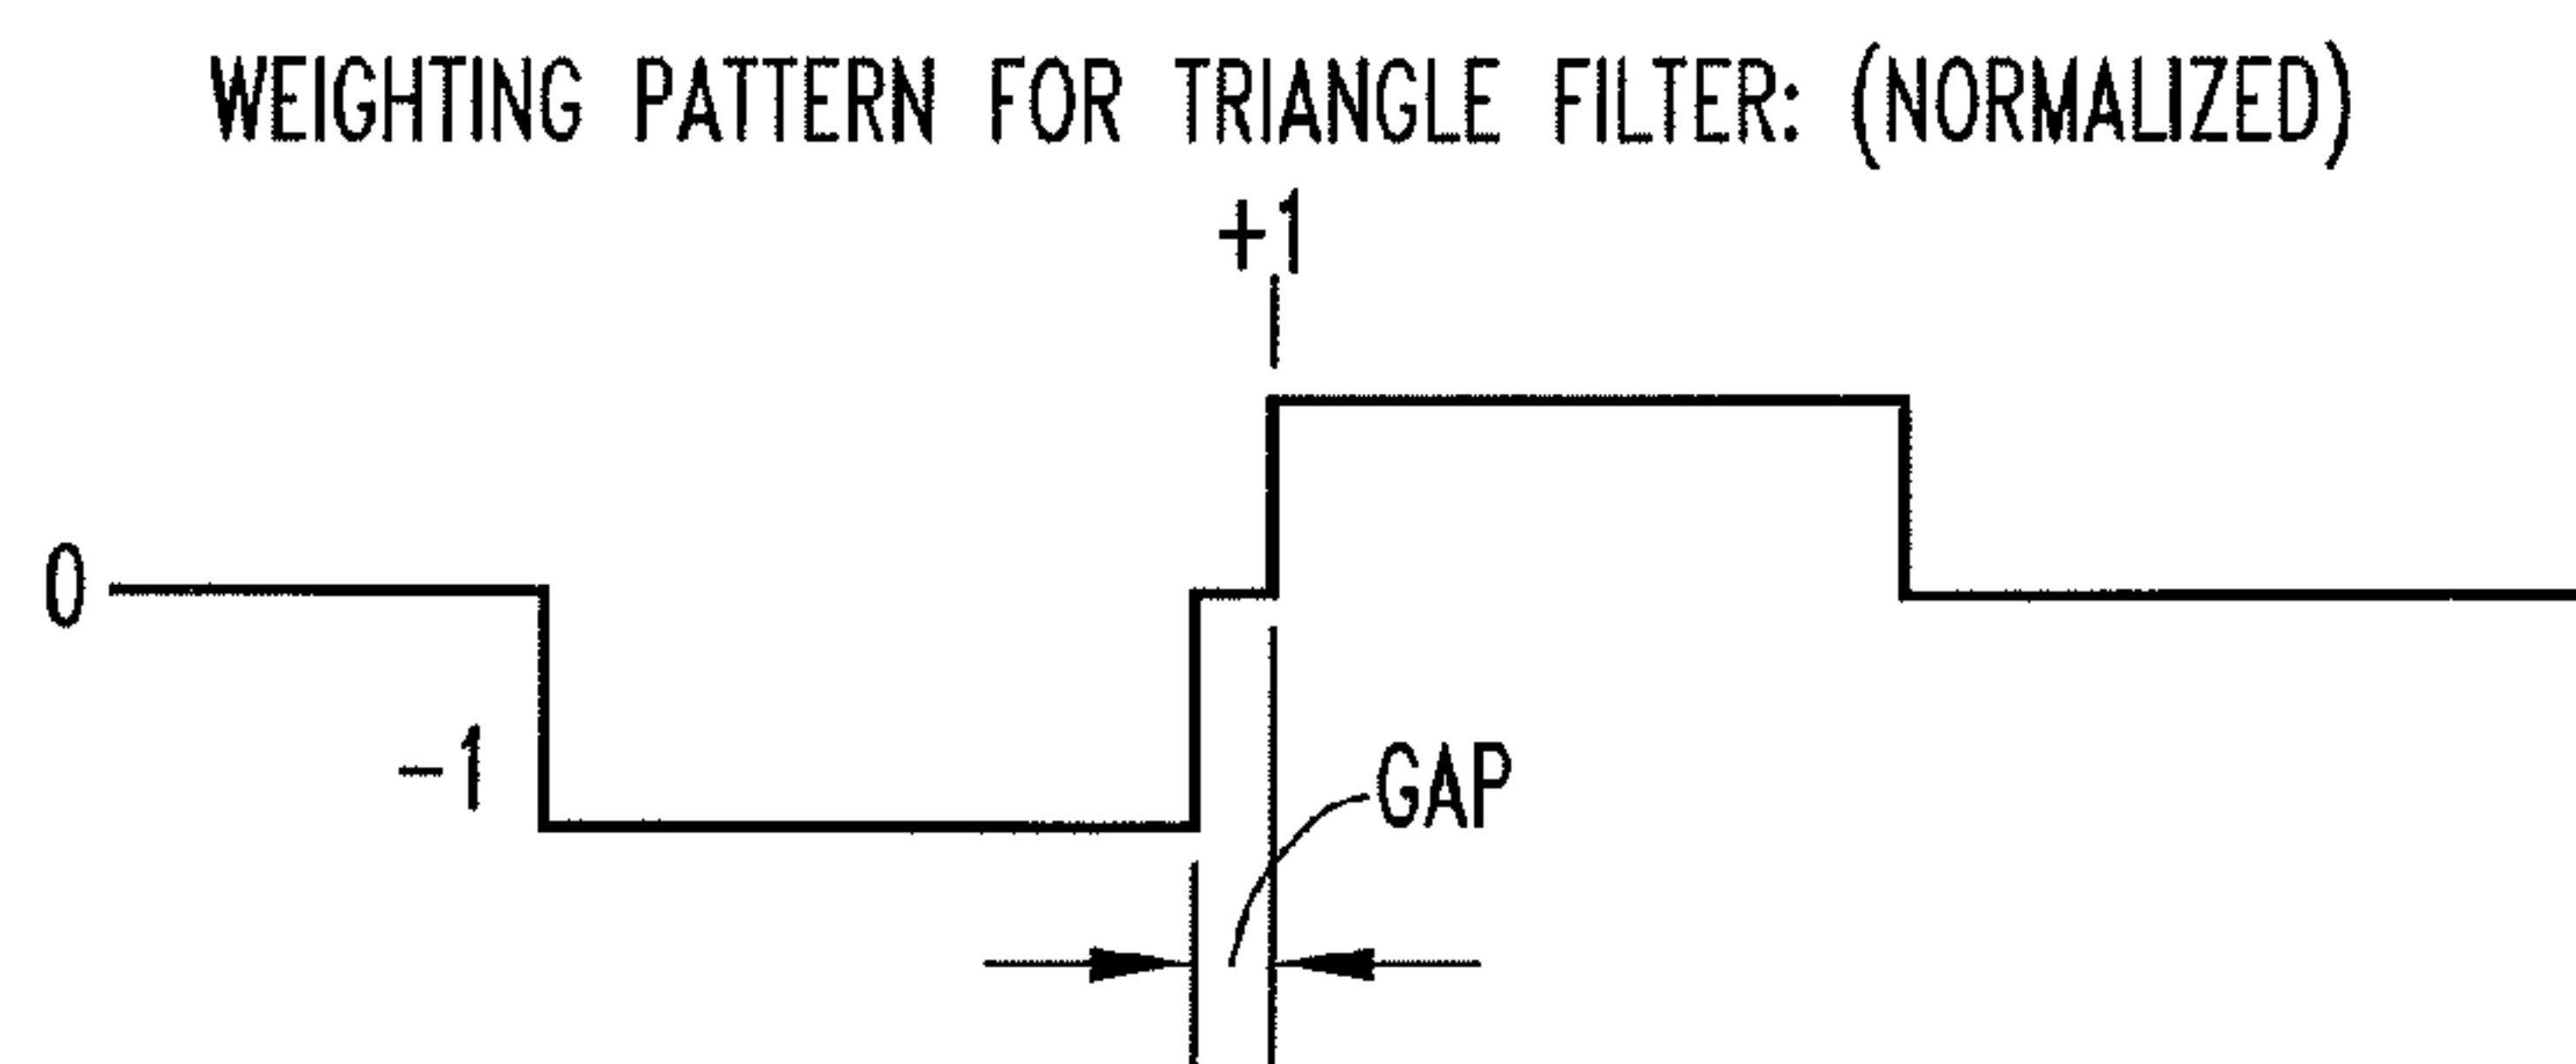 WEIGHTING PATTERN FOR TRIANGLE FILTER: (NORMALIZED)
+1
0
-1
GAP